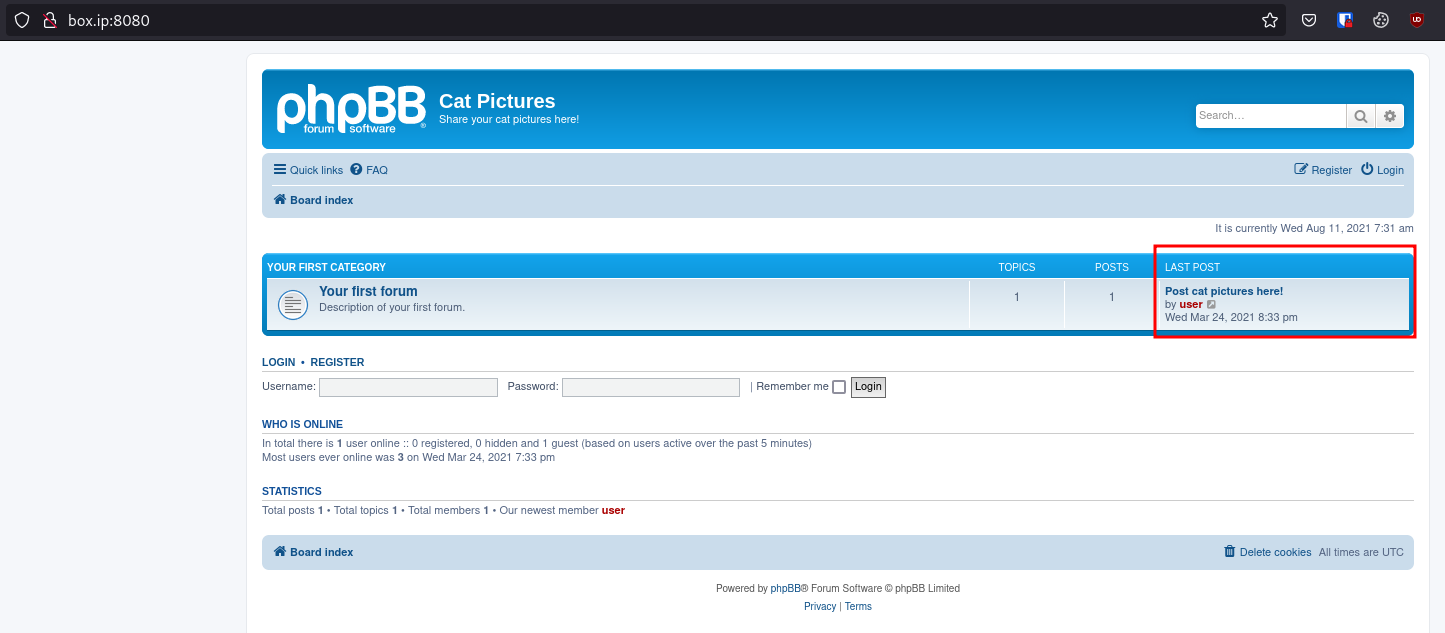 box.ip:8080
phpBB
forum software
®
Cat Pictures
Share your cat pictures here!
Search…
Quick links FAQ Register Login
Board index
It is currently Wed Aug 11, 2021 7:31 am
YOUR FIRST CATEGORY TOPICS POSTS LAST POST
Your first forum
Description of your first forum.
1 1
Post cat pictures here!
by user
Wed Mar 24, 2021 8:33 pm
LOGIN • REGISTER
Username: Password: | Remember me Login
WHO IS ONLINE
In total there is 1 user online :: 0 registered, 0 hidden and 1 guest (based on users active over the past 5 minutes)
Most users ever online was 3 on Wed Mar 24, 2021 7:33 pm
STATISTICS
Total posts 1 • Total topics 1 • Total members 1 • Our newest member user
Board index Delete cookies All times are UTC
Powered by phpBB® Forum Software © phpBB Limited
Privacy | Terms